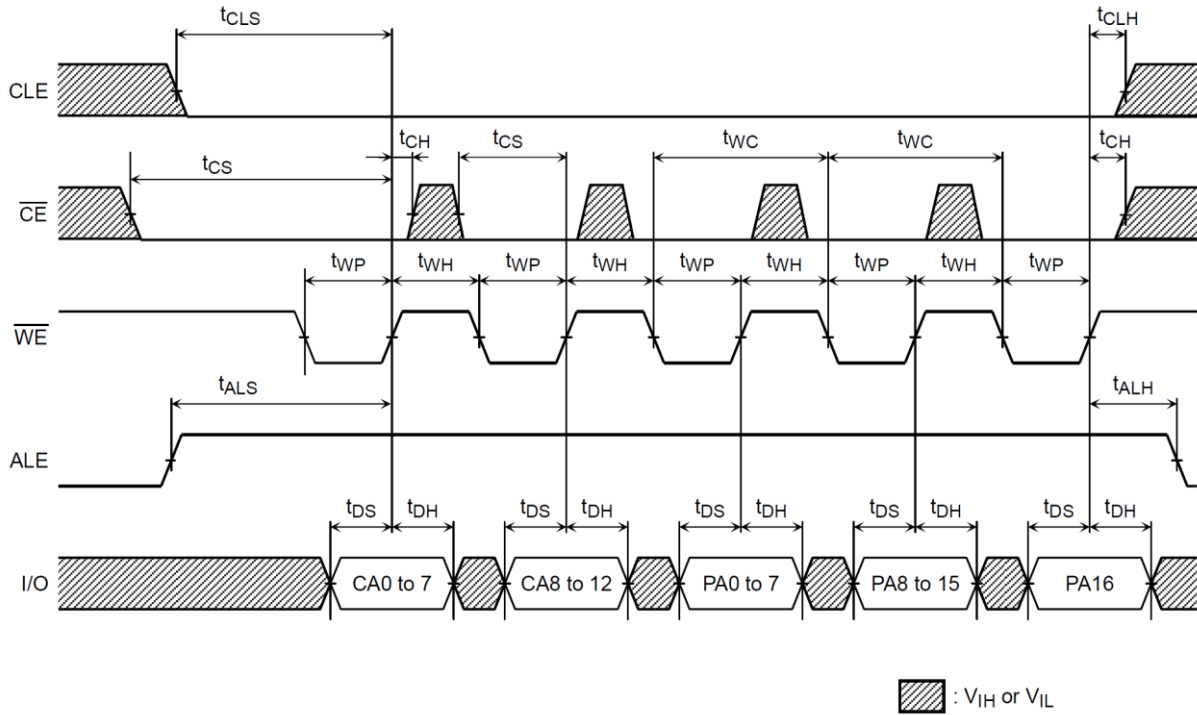 tCLS tCLH
CLE
tCH tCS tWC tWC tCH
tCS
CE
tWP tWH tWP tWH tWP tWH tWP tWH tWP
WE
tALS tALH
ALE
tDS tDH tDS tDH tDS tDH tDS tDH tDS tDH
I/O CA0 to 7 CA8 to 12 PA0 to 7 PA8 to 15 PA16
: VIH or VIL